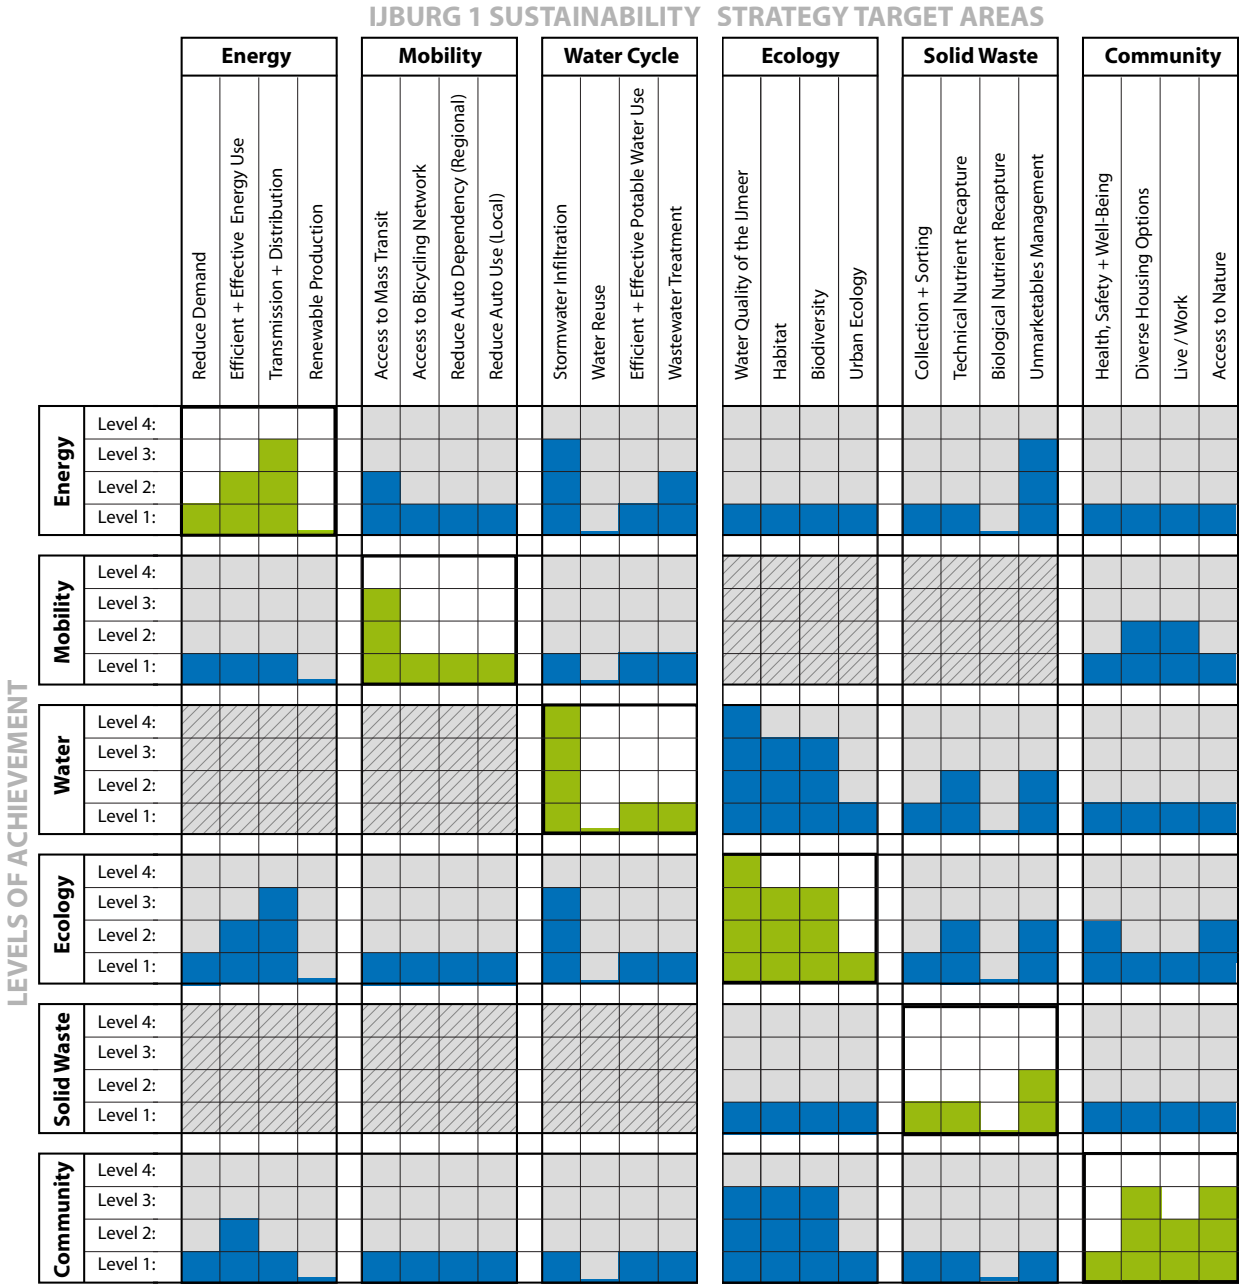 IJBURG 1 SUSTAINABILITY STRATEGY TARGET AREAS
Energy
Mobility
Water Cycle
Ecology
Solid Waste
Community
Reduce Demand
Efficient + Effective Energy Use
Transmission + Distribution
Renewable Production
Access to Mass Transit
Access to Bicycling Network
Reduce Auto Dependency (Regional)
Reduce Auto Use (Local)
Stormwater Infiltration
Water Reuse
Efficient + Effective Potable Water Use
Wastewater Treatment
Water Quality of the IJmeer
Habitat
Biodiversity
Urban Ecology
Collection + Sorting
Technical Nutrient Recapture
Biological Nutrient Recapture
Unmarketables Management
Health, Safety + Well-Being
Diverse Housing Options
Live / Work
Access to Nature
LEVELS OF ACHIEVEMENT
Energy
Level 4:
Level 3:
Level 2:
Level 1:
Mobility
Level 4:
Level 3:
Level 2:
Level 1:
Water
Level 4:
Level 3:
Level 2:
Level 1:
Ecology
Level 4:
Level 3:
Level 2:
Level 1:
Solid Waste
Level 4:
Level 3:
Level 2:
Level 1:
Community
Level 4:
Level 3:
Level 2:
Level 1: